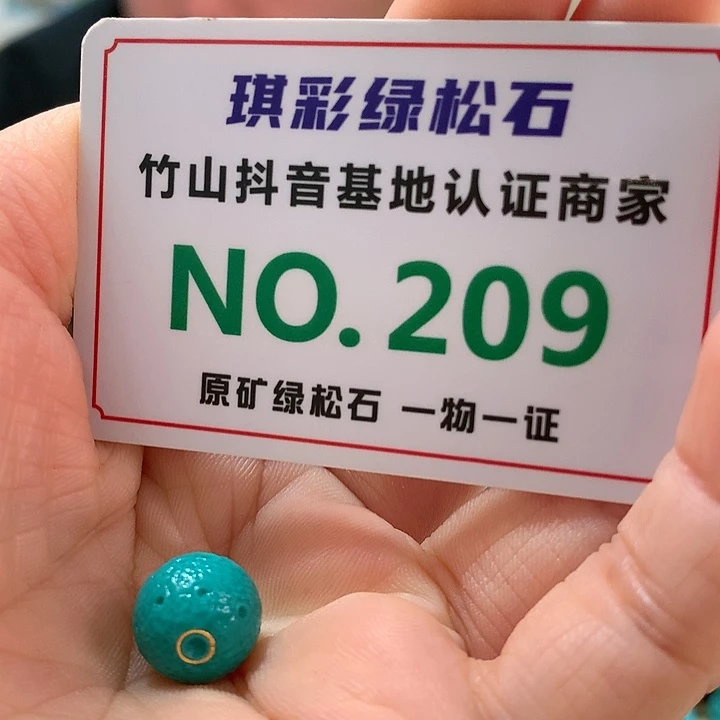 琪彩绿松石
竹山抖音基地认证商家
NO.209
原矿绿松石 一物一证